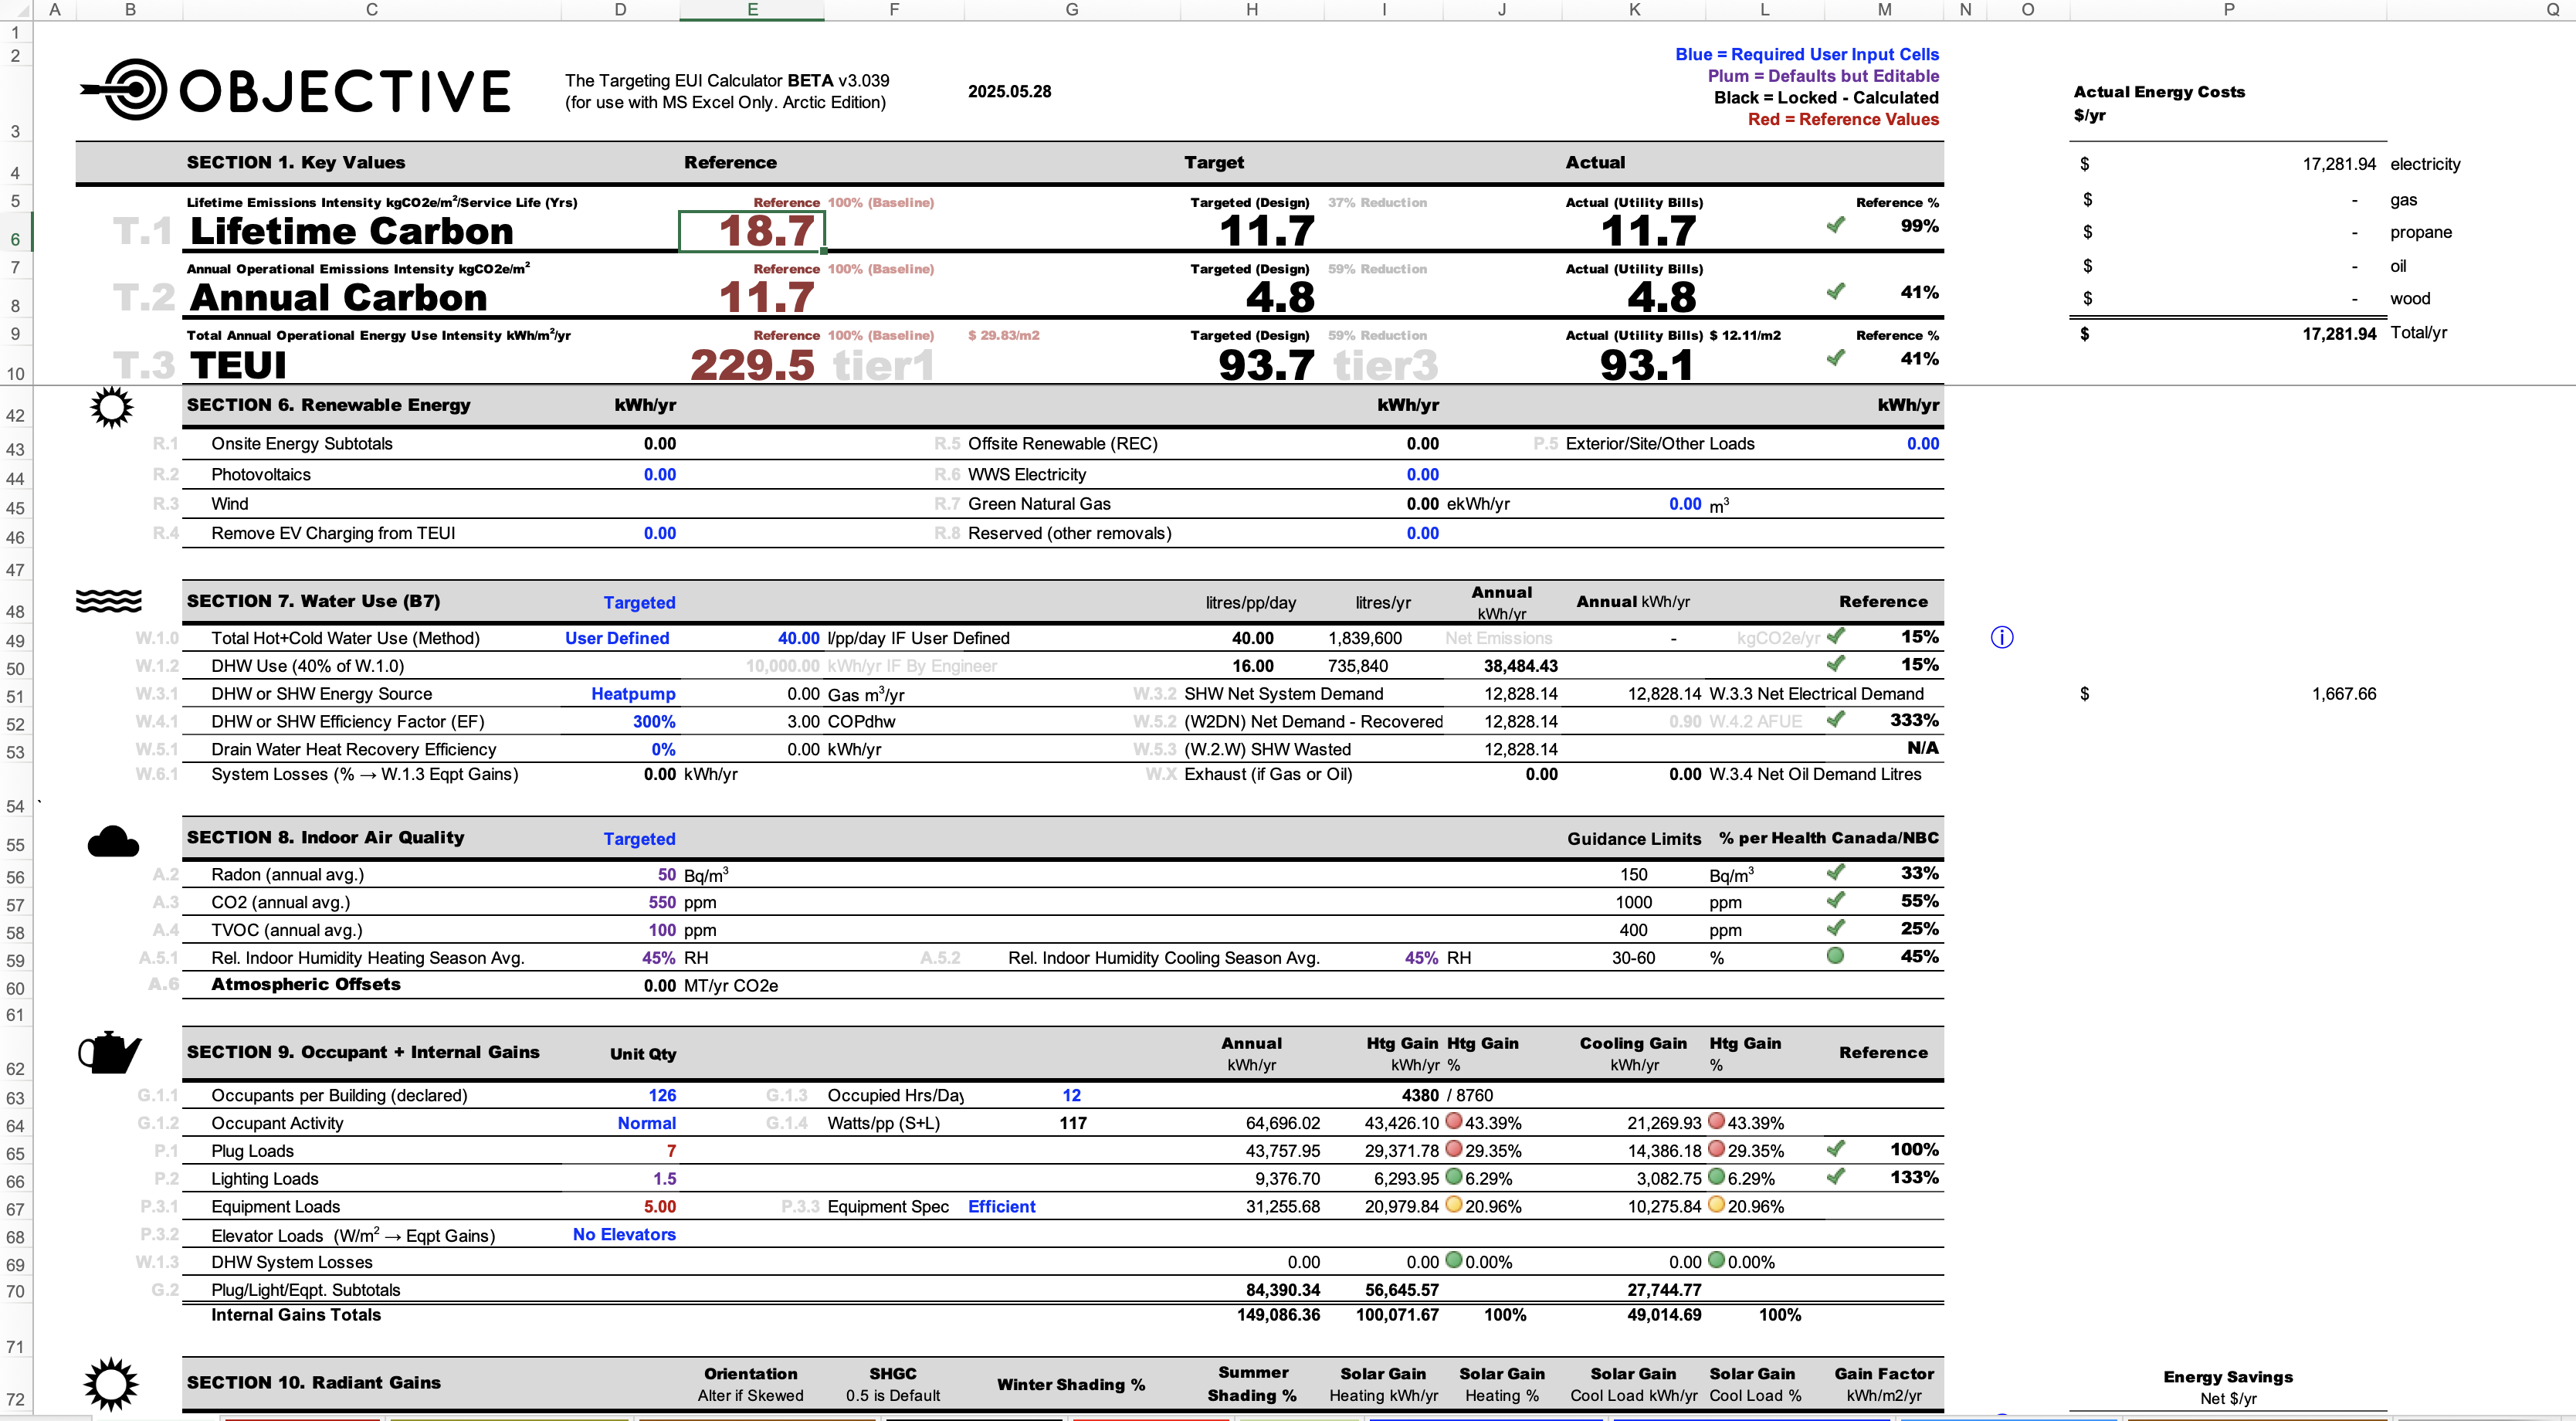 A B C D E F G H I J K L M N O P Q
1
2 Blue = Required User Input Cells
OBJECTIVE The Targeting EUI Calculator BETA v3.039 2025.05.28 Plum = Defaults but Editable
(for use with MS Excel Only. Arctic Edition) Black = Locked - Calculated Actual Energy Costs
3 Red = Reference Values $/yr
4 SECTION 1. Key Values Reference Target Actual $ 17,281.94 electricity
5 Lifetime Emissions Intensity kgCO2e/m²/Service Life (Yrs) Reference 100% (Baseline) Targeted (Design) 37% Reduction Actual (Utility Bills) Reference % $ - gas
6 T.1 Lifetime Carbon 18.7 11.7 11.7 99% $ - propane
7 Annual Operational Emissions Intensity kgCO2e/m² Reference 100% (Baseline) Targeted (Design) 59% Reduction Actual (Utility Bills) $ - oil
8 T.2 Annual Carbon 11.7 4.8 4.8 41% $ - wood
9 Total Annual Operational Energy Use Intensity kWh/m²/yr Reference 100% (Baseline) $ 29.83/m2 Targeted (Design) 59% Reduction Actual (Utility Bills) $ 12.11/m2 Reference % $ 17,281.94 Total/yr
10 T.3 TEUI 229.5 tier1 93.7 tier3 93.1 41%
42 SECTION 6. Renewable Energy kWh/yr kWh/yr kWh/yr
43 R.1 Onsite Energy Subtotals 0.00 R.5 Offsite Renewable (REC) 0.00 P.5 Exterior/Site/Other Loads 0.00
44 R.2 Photovoltaics 0.00 R.6 WWS Electricity 0.00
45 R.3 Wind R.7 Green Natural Gas 0.00 ekWh/yr 0.00 m³
46 R.4 Remove EV Charging from TEUI 0.00 R.8 Reserved (other removals) 0.00
47
48 SECTION 7. Water Use (B7) Targeted litres/pp/day litres/yr Annual kWh/yr Annual kWh/yr Reference
49 W.1.0 Total Hot+Cold Water Use (Method) User Defined 40.00 l/pp/day IF User Defined 40.00 1,839,600 Net Emissions - kgCO2e/yr 15%
50 W.1.2 DHW Use (40% of W.1.0) 10,000.00 kWh/yr IF By Engineer 16.00 735,840 38,484.43 15%
51 W.3.1 DHW or SHW Energy Source Heatpump 0.00 Gas m³/yr W.3.2 SHW Net System Demand 12,828.14 12,828.14 W.3.3 Net Electrical Demand $ 1,667.66
52 W.4.1 DHW or SHW Efficiency Factor (EF) 300% 3.00 COPdhw W.5.2 (W2DN) Net Demand - Recovered 12,828.14 0.90 W.4.2 AFUE 333%
53 W.5.1 Drain Water Heat Recovery Efficiency 0% 0.00 kWh/yr W.5.3 (W.2.W) SHW Wasted 12,828.14 N/A
54 ` W.6.1 System Losses (% → W.1.3 Eqpt Gains) 0.00 kWh/yr W.X Exhaust (if Gas or Oil) 0.00 0.00 W.3.4 Net Oil Demand Litres
55 SECTION 8. Indoor Air Quality Targeted Guidance Limits % per Health Canada/NBC
56 A.2 Radon (annual avg.) 50 Bq/m³ 150 Bq/m³ 33%
57 A.3 CO2 (annual avg.) 550 ppm 1000 ppm 55%
58 A.4 TVOC (annual avg.) 100 ppm 400 ppm 25%
59 A.5.1 Rel. Indoor Humidity Heating Season Avg. 45% RH A.5.2 Rel. Indoor Humidity Cooling Season Avg. 45% RH 30-60 % 45%
60 A.6 Atmospheric Offsets 0.00 MT/yr CO2e
61
62 SECTION 9. Occupant + Internal Gains Unit Qty Annual kWh/yr Htg Gain kWh/yr Htg Gain % Cooling Gain kWh/yr Htg Gain % Reference
63 G.1.1 Occupants per Building (declared) 126 G.1.3 Occupied Hrs/Day 12 4380 / 8760
64 G.1.2 Occupant Activity Normal G.1.4 Watts/pp (S+L) 117 64,696.02 43,426.10 43.39% 21,269.93 43.39%
65 P.1 Plug Loads 7 43,757.95 29,371.78 29.35% 14,386.18 29.35% 100%
66 P.2 Lighting Loads 1.5 9,376.70 6,293.95 6.29% 3,082.75 6.29% 133%
67 P.3.1 Equipment Loads 5.00 P.3.3 Equipment Spec Efficient 31,255.68 20,979.84 20.96% 10,275.84 20.96%
68 P.3.2 Elevator Loads (W/m² → Eqpt Gains) No Elevators
69 W.1.3 DHW System Losses 0.00 0.00 0.00% 0.00 0.00%
70 G.2 Plug/Light/Eqpt. Subtotals 84,390.34 56,645.57 27,744.77
71 Internal Gains Totals 149,086.36 100,071.67 100% 49,014.69 100%
72 SECTION 10. Radiant Gains Orientation Alter if Skewed SHGC 0.5 is Default Winter Shading % Summer Shading % Solar Gain Heating kWh/yr Solar Gain Heating % Solar Gain Cool Load kWh/yr Solar Gain Cool Load % Gain Factor kWh/m2/yr Energy Savings Net $/yr